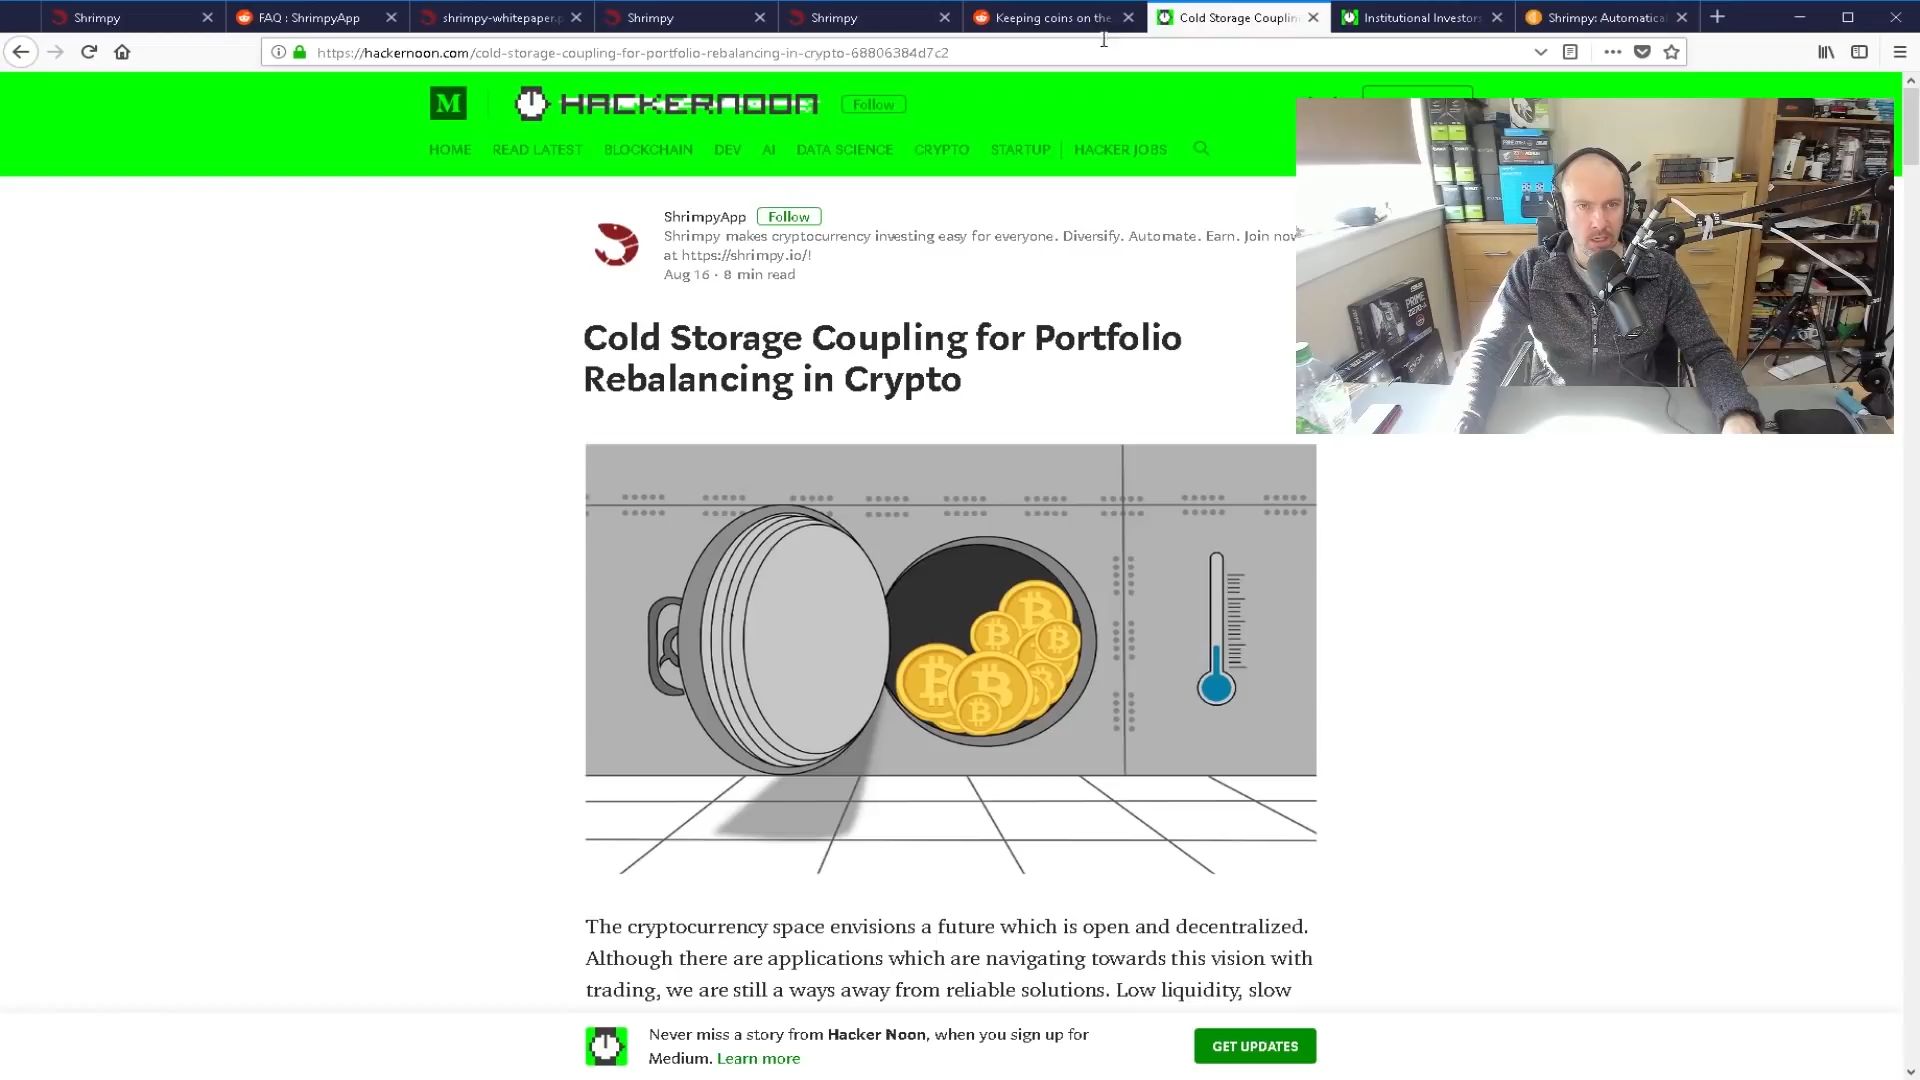 Shrimpy
FAQ : ShrimpyApp
shrimpy-whitepaper.p
Shrimpy
Shrimpy
Keeping coins on the
Cold Storage Couplin
Institutional Investors
Shrimpy: Automatica
https://hackernoon.com/cold-storage-coupling-for-portfolio-rebalancing-in-crypto-68806384d7c2
M
HACKERNOON
Follow
HOME READ LATEST BLOCKCHAIN DEV AI DATA SCIENCE CRYPTO STARTUP HACKER JOBS
ShrimpyApp Follow
Shrimpy makes cryptocurrency investing easy for everyone. Diversify. Automate. Earn. Join now
at https://shrimpy.io/!
Aug 16 · 8 min read
Cold Storage Coupling for Portfolio
Rebalancing in Crypto
PRIME
The cryptocurrency space envisions a future which is open and decentralized.
Although there are applications which are navigating towards this vision with
trading, we are still a ways away from reliable solutions. Low liquidity, slow
Never miss a story from Hacker Noon, when you sign up for
Medium. Learn more
GET UPDATES